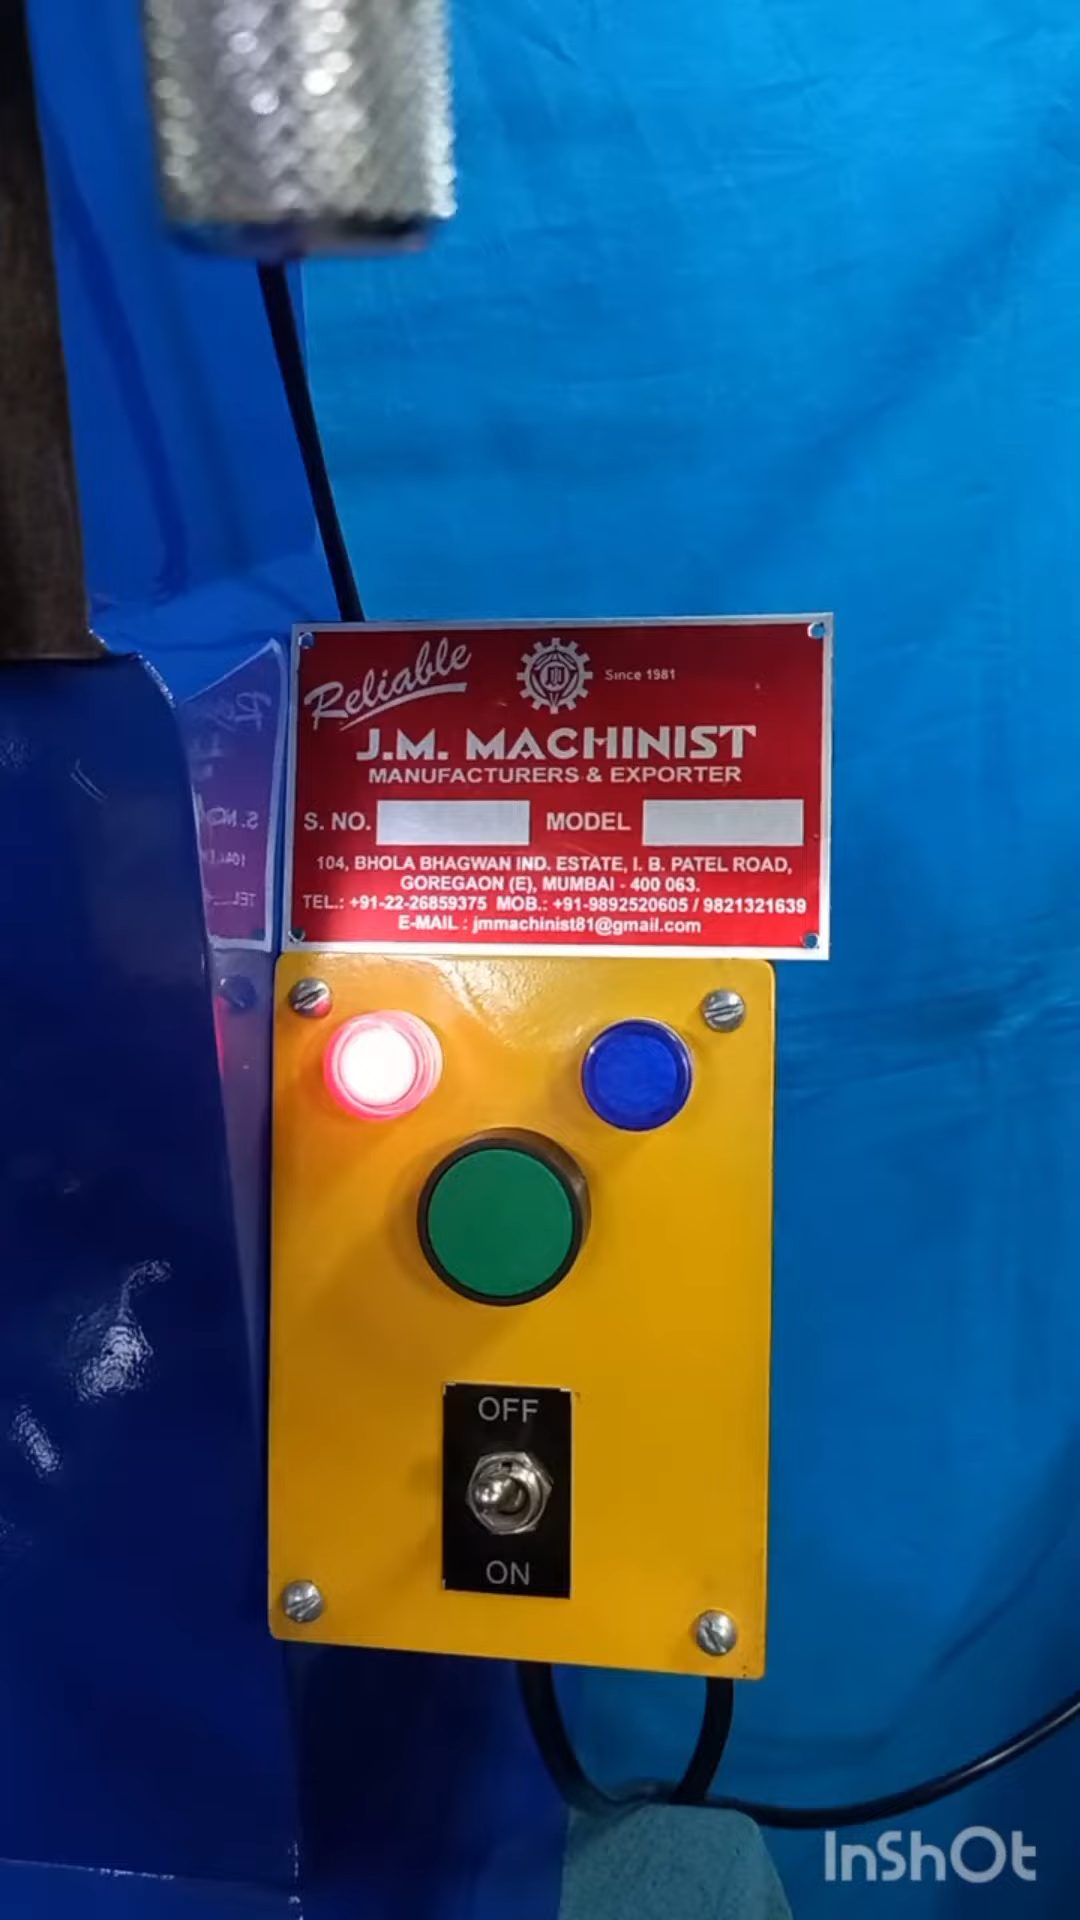 Reliable
Since 1981
J.M. MACHINIST
MANUFACTURERS & EXPORTER
S. NO. MODEL
104, BHOLA BHAGWAN IND. ESTATE, I. B. PATEL ROAD,
GOREGAON (E), MUMBAI - 400 063.
TEL.: +91-22-26859375 MOB.: +91-9892520605 / 9821321639
E-MAIL : jmmachinist81@gmail.com
OFF
ON
InShOt